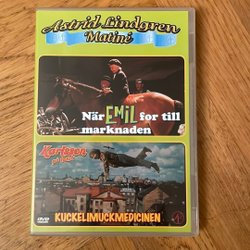 Astrid Lindgren
Matiné
När EMIL for till
marknaden
Karlsson
på taket
KUCKELIMUCKMEDICINEN
DVD